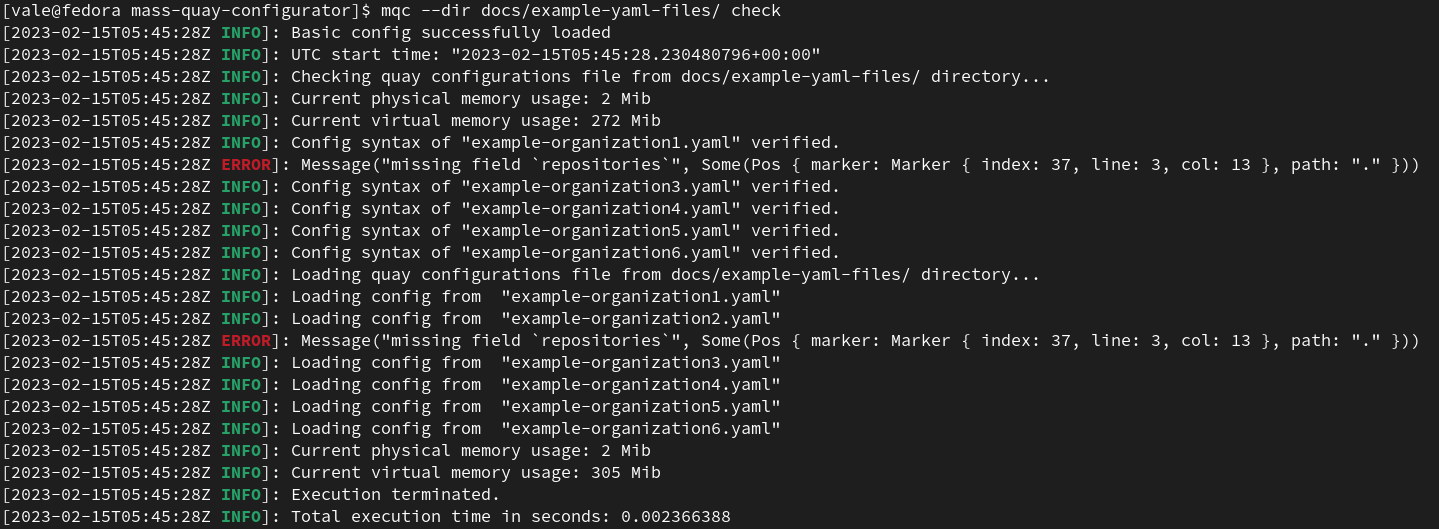 [vale@fedora mass-quay-configurator]$ mqc --dir docs/example-yaml-files/ check
[2023-02-15T05:45:28Z INFO]: Basic config successfully loaded
[2023-02-15T05:45:28Z INFO]: UTC start time: "2023-02-15T05:45:28.230480796+00:00"
[2023-02-15T05:45:28Z INFO]: Checking quay configurations file from docs/example-yaml-files/ directory...
[2023-02-15T05:45:28Z INFO]: Current physical memory usage: 2 Mib
[2023-02-15T05:45:28Z INFO]: Current virtual memory usage: 272 Mib
[2023-02-15T05:45:28Z INFO]: Config syntax of "example-organization1.yaml" verified.
[2023-02-15T05:45:28Z ERROR]: Message("missing field `repositories`", Some(Pos { marker: Marker { index: 37, line: 3, col: 13 }, path: "." }))
[2023-02-15T05:45:28Z INFO]: Config syntax of "example-organization3.yaml" verified.
[2023-02-15T05:45:28Z INFO]: Config syntax of "example-organization4.yaml" verified.
[2023-02-15T05:45:28Z INFO]: Config syntax of "example-organization5.yaml" verified.
[2023-02-15T05:45:28Z INFO]: Config syntax of "example-organization6.yaml" verified.
[2023-02-15T05:45:28Z INFO]: Loading quay configurations file from docs/example-yaml-files/ directory...
[2023-02-15T05:45:28Z INFO]: Loading config from  "example-organization1.yaml"
[2023-02-15T05:45:28Z INFO]: Loading config from  "example-organization2.yaml"
[2023-02-15T05:45:28Z ERROR]: Message("missing field `repositories`", Some(Pos { marker: Marker { index: 37, line: 3, col: 13 }, path: "." }))
[2023-02-15T05:45:28Z INFO]: Loading config from  "example-organization3.yaml"
[2023-02-15T05:45:28Z INFO]: Loading config from  "example-organization4.yaml"
[2023-02-15T05:45:28Z INFO]: Loading config from  "example-organization5.yaml"
[2023-02-15T05:45:28Z INFO]: Loading config from  "example-organization6.yaml"
[2023-02-15T05:45:28Z INFO]: Current physical memory usage: 2 Mib
[2023-02-15T05:45:28Z INFO]: Current virtual memory usage: 305 Mib
[2023-02-15T05:45:28Z INFO]: Execution terminated.
[2023-02-15T05:45:28Z INFO]: Total execution time in seconds: 0.002366388